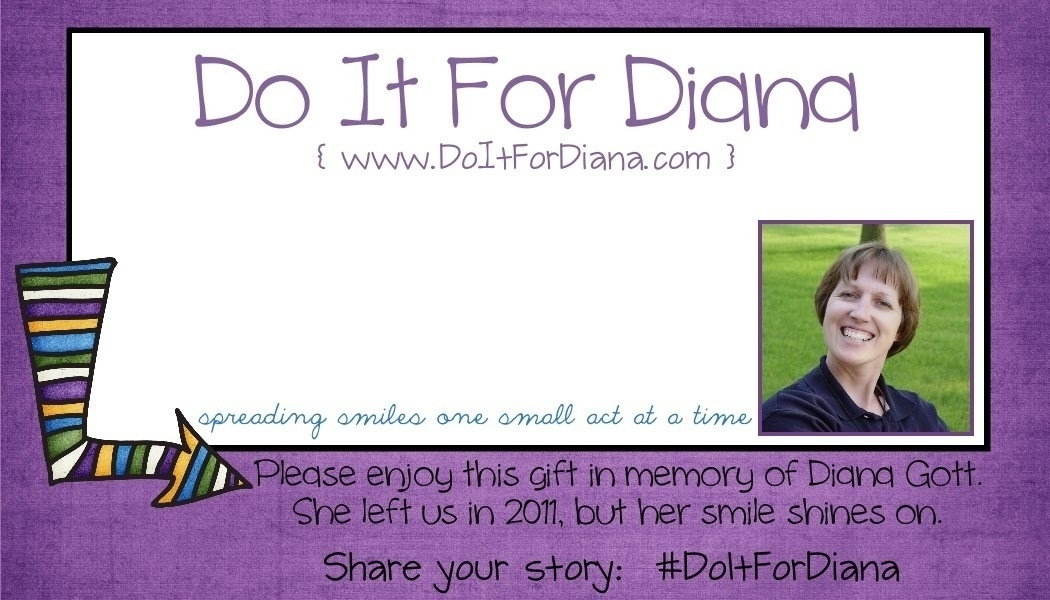 Do It For Diana
{ www.DoItForDiana.com }
spreading smiles one small act at a time
Please enjoy this gift in memory of Diana Gott.
She left us in 2011, but her smile shines on.
Share your story: #DoItForDiana